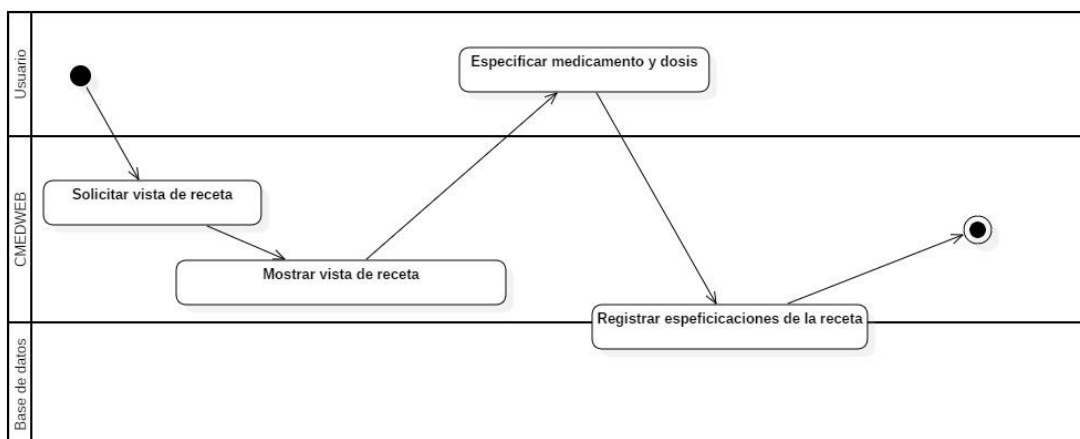 Usuario
Especificar medicamento y dosis
CMEDWEB
Solicitar vista de receta
Mostrar vista de receta
Registrar espeficicaciones de la receta
Base de datos